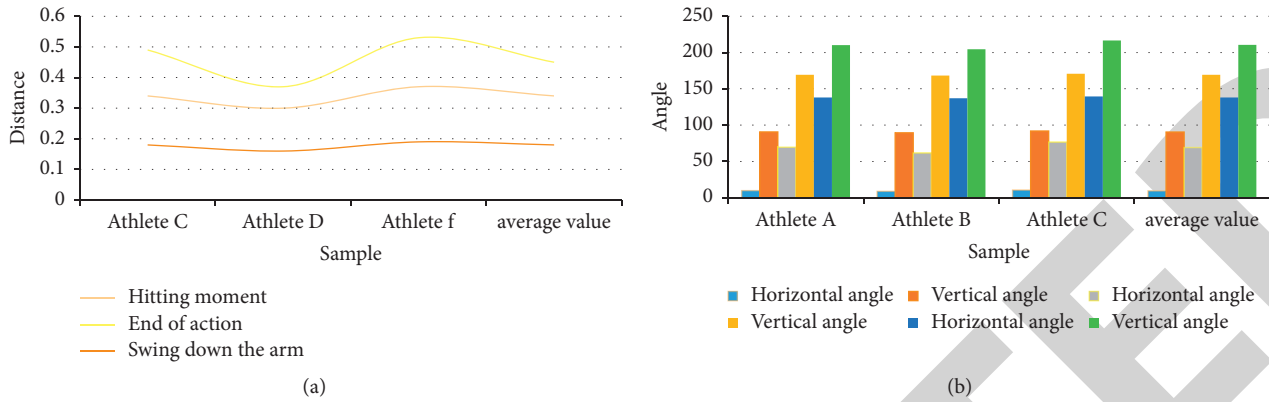 0.6
0.5
0.4
0.3
0.2
0.1
0
Distance
Athlete C
Athlete D
Athlete f
average value
Sample
Hitting moment
End of action
Swing down the arm
(a)
250
200
150
100
50
0
Angle
Athlete A
Athlete B
Athlete C
average value
Sample
Horizontal angle
Vertical angle
Horizontal angle
Vertical angle
Horizontal angle
Vertical angle
(b)